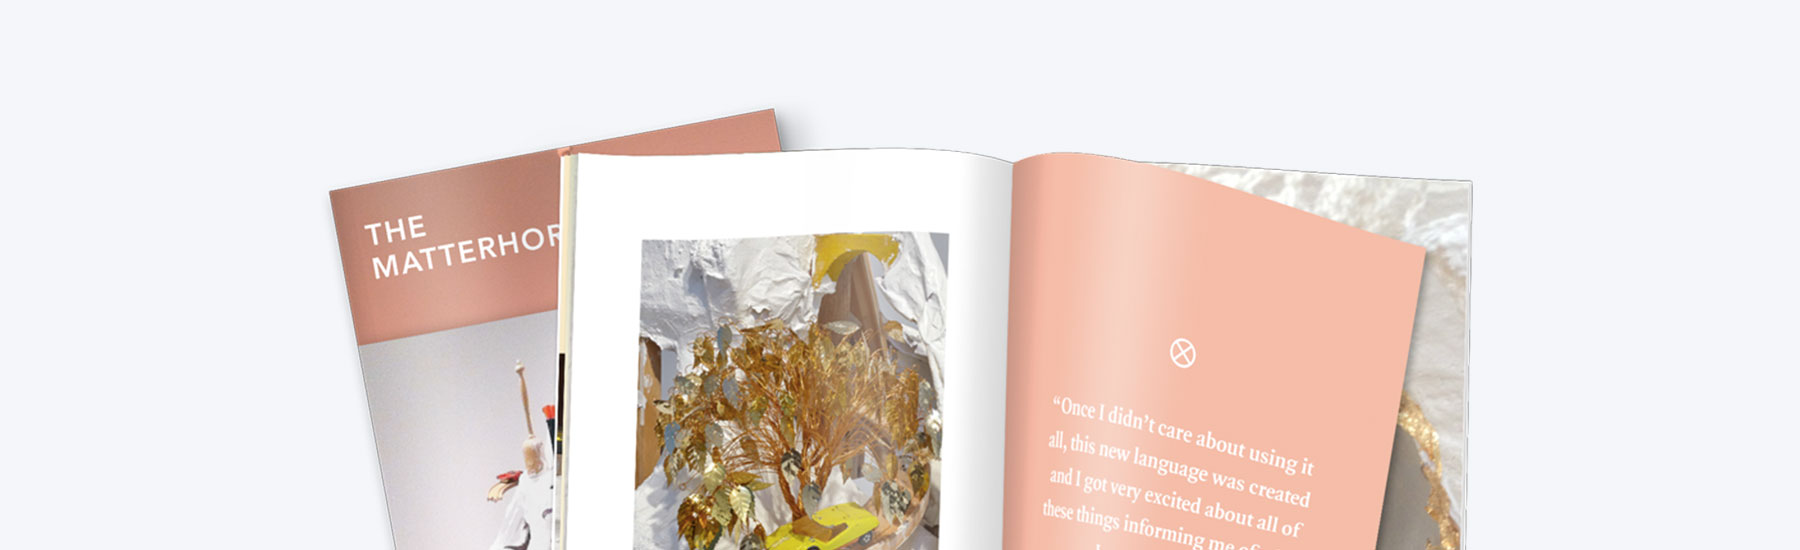 THE
MATTERHOR
“Once I didn’t care about using it
all, this new language was created
and I got very excited about all of
these things informing me of